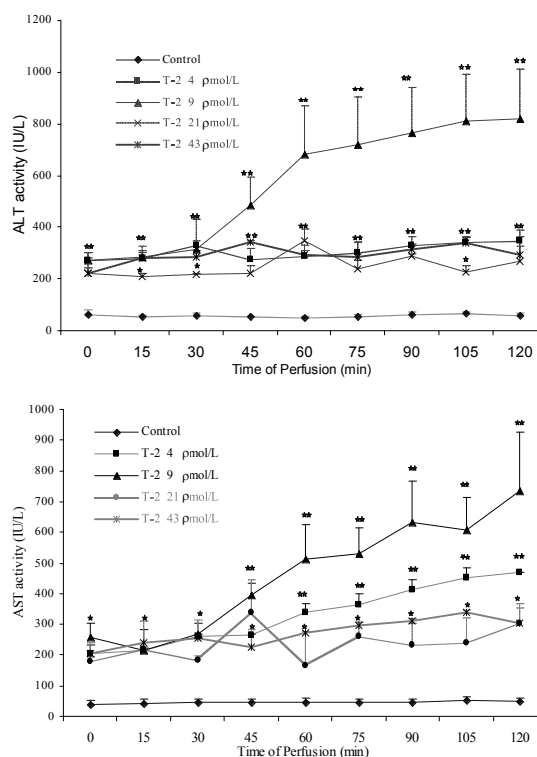 1200
1000
800
600
400
200
0
ALT activity (IU/L)
Control
T-2 4 ρmol/L
T-2 9 ρmol/L
T-2 21 ρmol/L
T-2 43 ρmol/L
0 15 30 45 60 75 90 105 120
Time of Perfusion (min)
1000
900
800
700
600
500
400
300
200
100
0
AST activity (IU/L)
Control
T-2 4 ρmol/L
T-2 9 ρmol/L
T-2 21 ρmol/L
T-2 43 ρmol/L
0 15 30 45 60 75 90 105 120
Time of Perfusion (min)